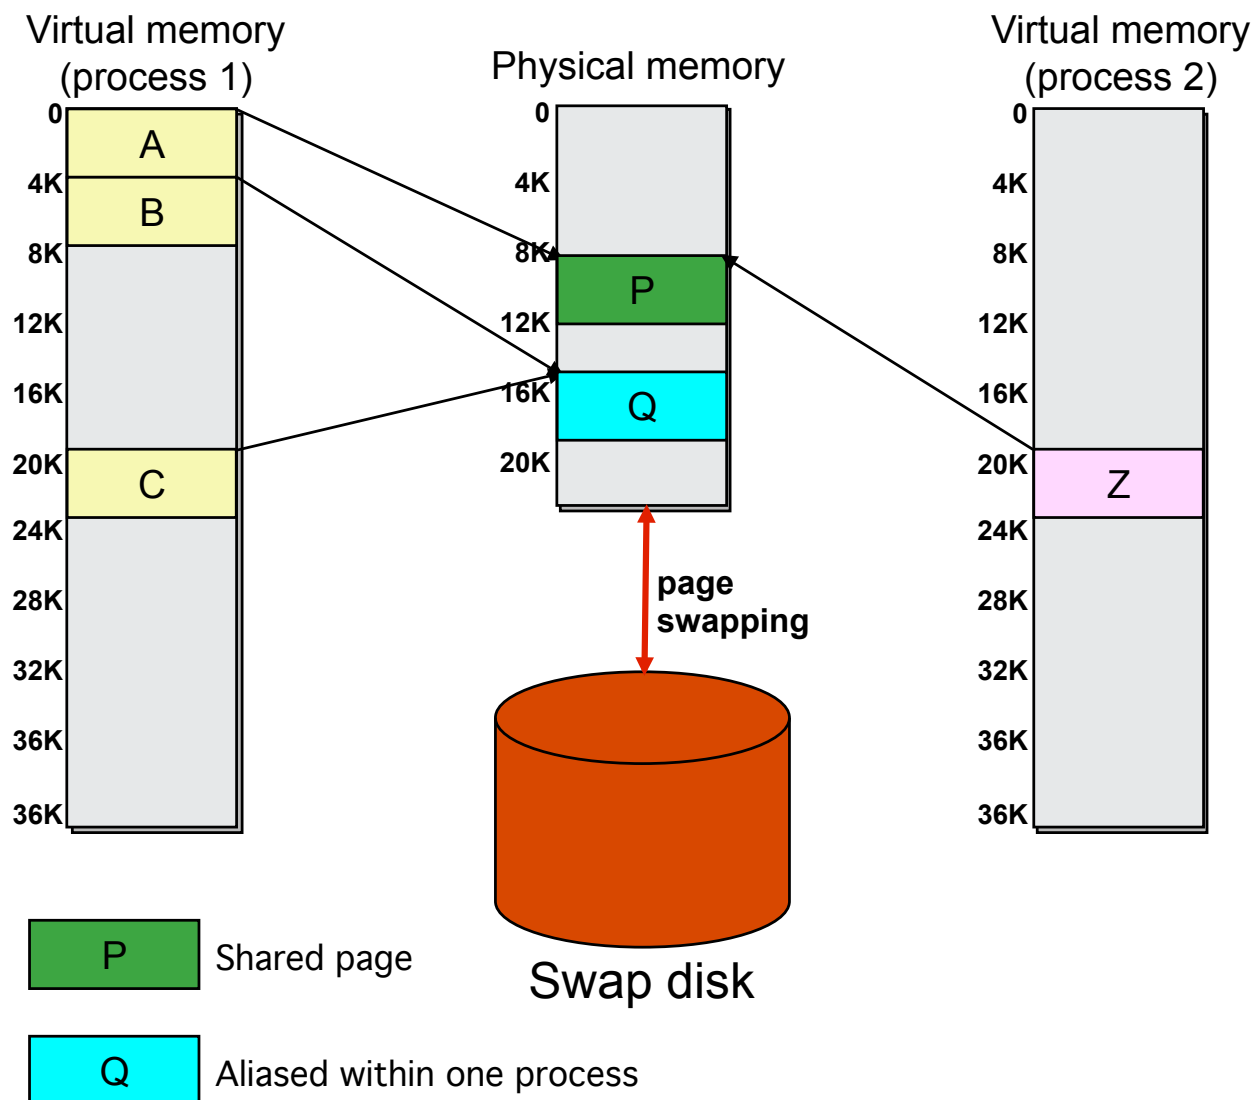 Virtual memory
(process 1)
0
A
4K
B
8K
12K
16K
20K
C
24K
28K
32K
36K
36K
Physical memory
0
4K
8K
P
12K
16K
Q
20K
page
swapping
Swap disk
Virtual memory
(process 2)
0
4K
8K
12K
16K
20K
Z
24K
28K
32K
36K
36K
P Shared page
Q Aliased within one process